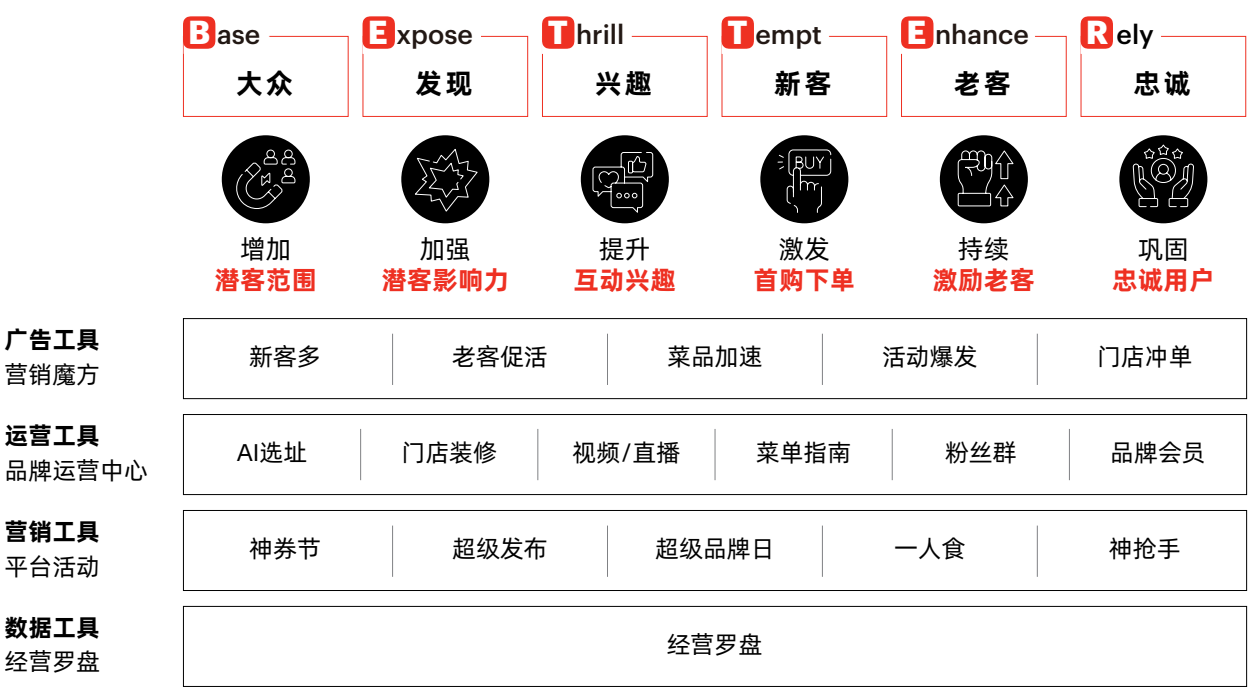 Base Expose Thrill Tempt Enhance Rely
大众 发现 兴趣 新客 老客 忠诚
BUY
增加 加强 提升 激发 持续 巩固
潜客范围 潜客影响力 互动兴趣 首购下单 激励老客 忠诚用户
广告工具
营销魔方
新客多 老客促活 菜品加速 活动爆发 门店冲单
运营工具
品牌运营中心
AI选址 门店装修 视频/直播 菜单指南 粉丝群 品牌会员
营销工具
平台活动
神券节 超级发布 超级品牌日 一人食 神抢手
数据工具
经营罗盘
经营罗盘